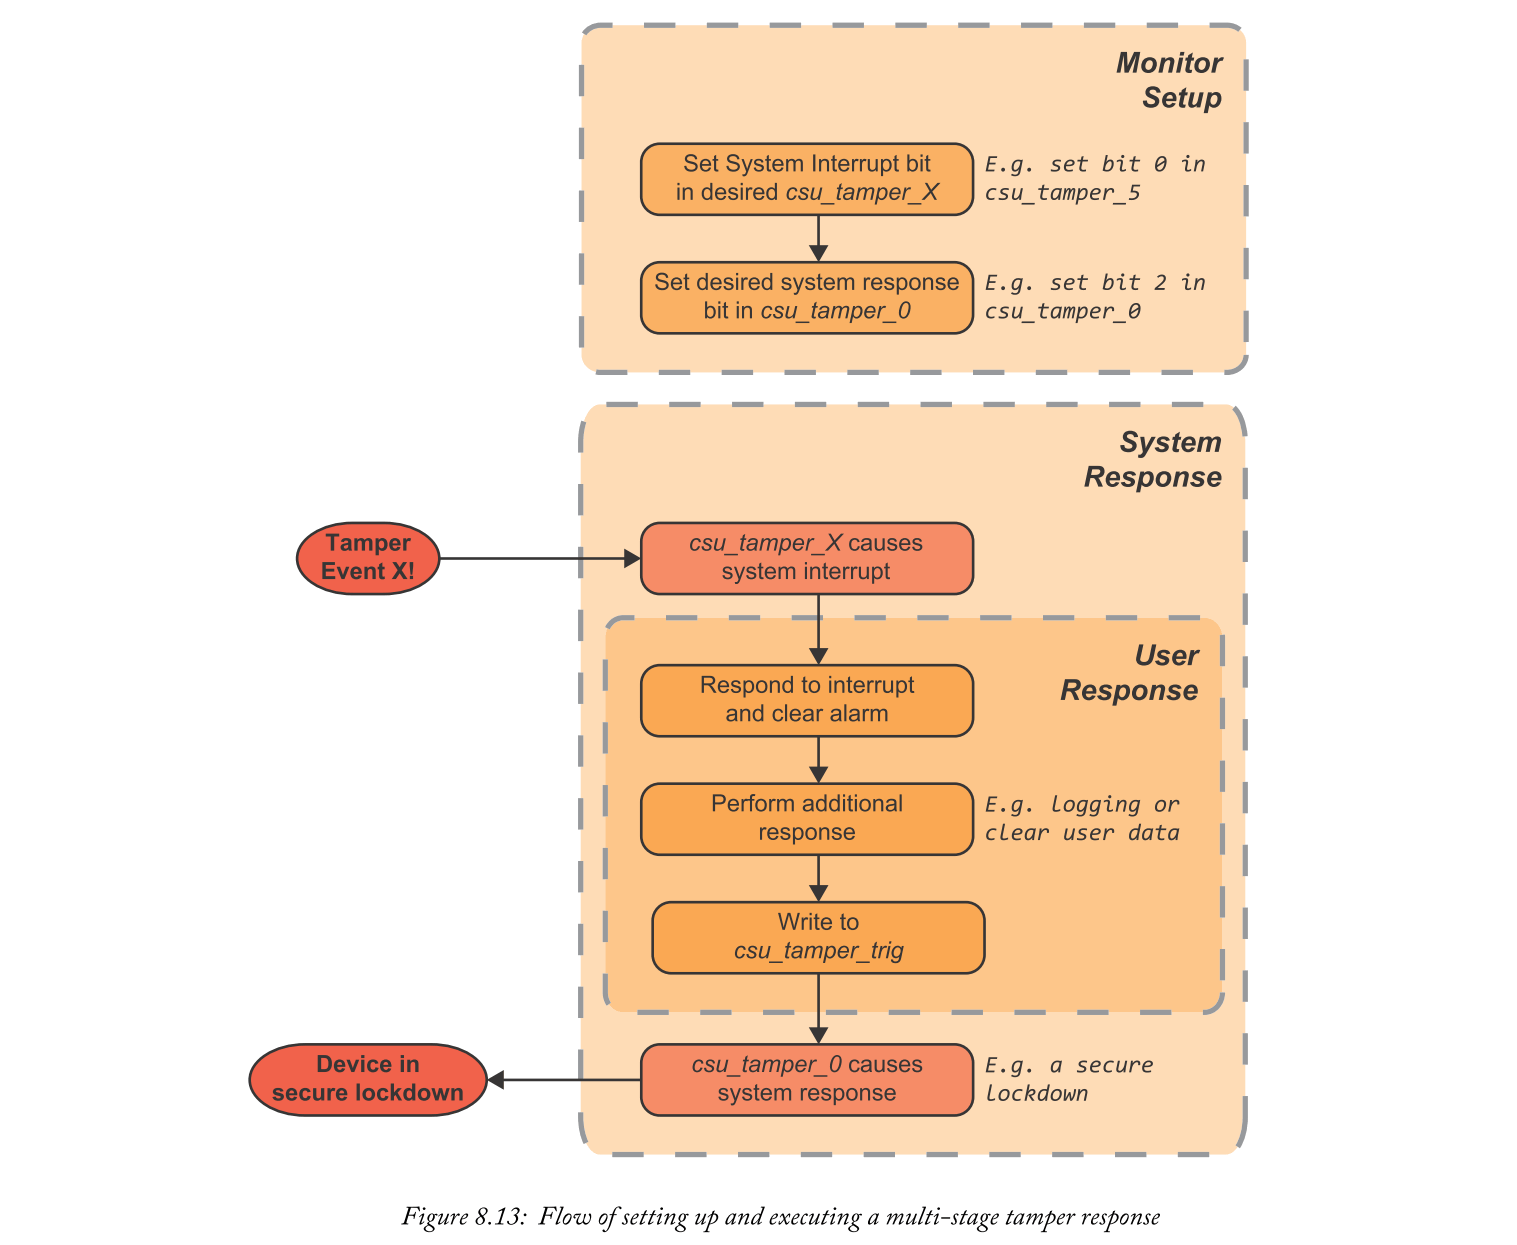 Monitor
Setup
Set System Interrupt bit
in desired csu_tamper_X
E.g. set bit 0 in
csu_tamper_5
Set desired system response
bit in csu_tamper_0
E.g. set bit 2 in
csu_tamper_0
System
Response
Tamper
Event X!
csu_tamper_X causes
system interrupt
User
Response
Respond to interrupt
and clear alarm
Perform additional
response
E.g. logging or
clear user data
Write to
csu_tamper_trig
csu_tamper_0 causes
system response
E.g. a secure
lockdown
Device in
secure lockdown
Figure 8.13: Flow of setting up and executing a multi-stage tamper response